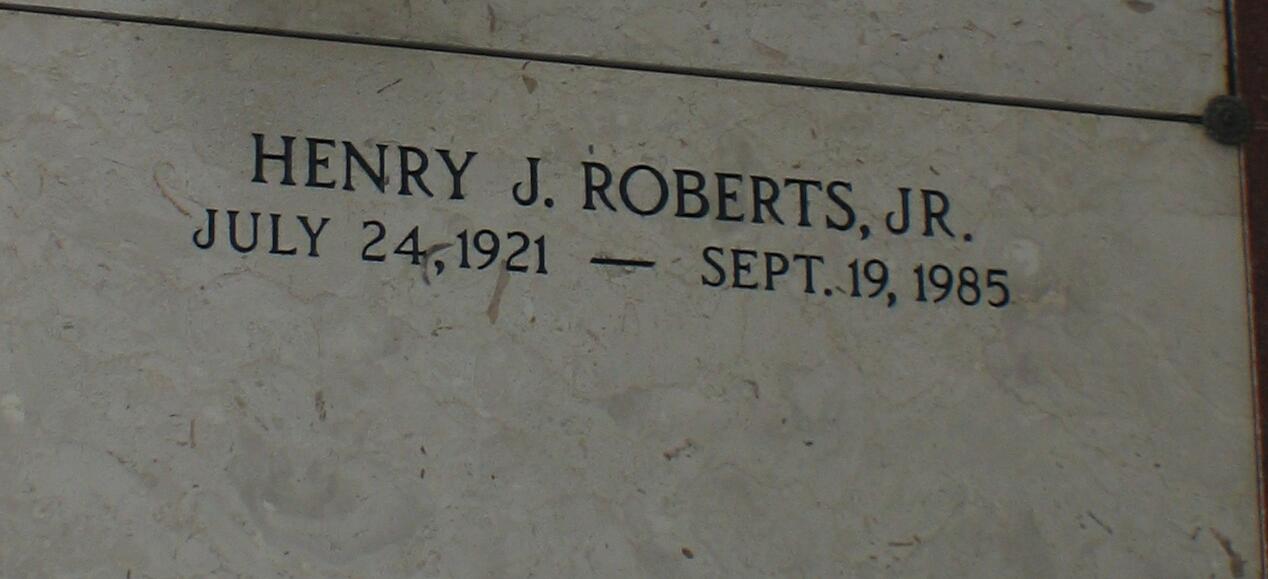 HENRY J. ROBERTS, JR.
JULY 24, 1921 — SEPT. 19, 1985